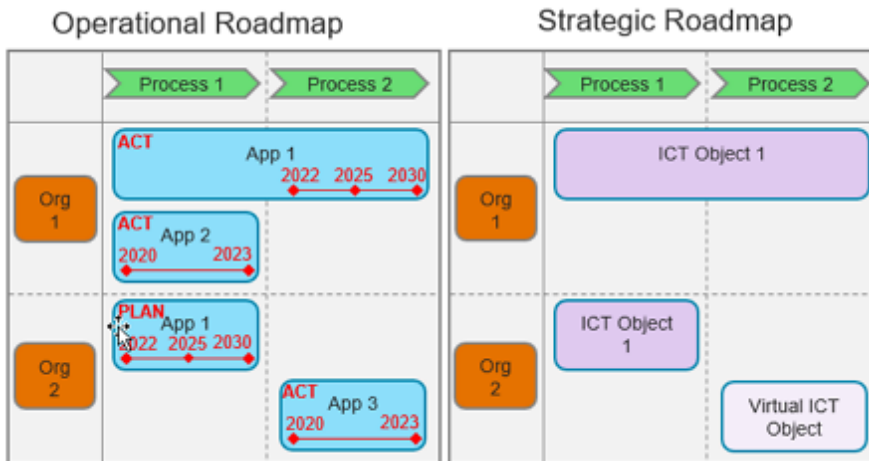 Operational Roadmap
Strategic Roadmap
Process 1
Process 2
Process 1
Process 2
Org
1
ACT
App 1
2022 2025 2030
ACT
App 2
2020 2023
Org
1
ICT Object 1
Org
2
PLAN
App 1
2025 2030
ACT
App 3
2020 2023
Org
2
ICT Object
1
Virtual ICT
Object